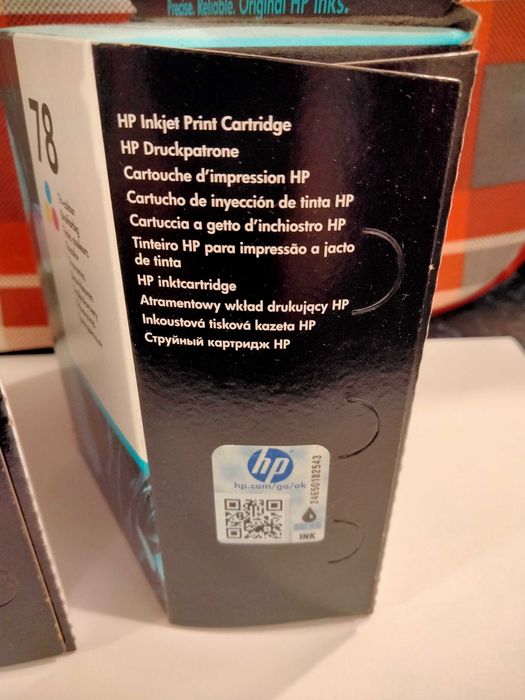 Precise. Reliable. Original HP inks.
78
HP Inkjet Print Cartridge
HP Druckpatrone
Cartouche d'impression HP
Cartucho de inyección de tinta HP
Cartuccia a getto d'inchiostro HP
Tinteiro HP para impressão a jacto
de tinta
HP inktcartridge
Atramentowy wkład drukujący HP
Inkoustová tisková kazeta HP
Струйный картридж HP
hp
hp.com/go/ok
24650182543
INK